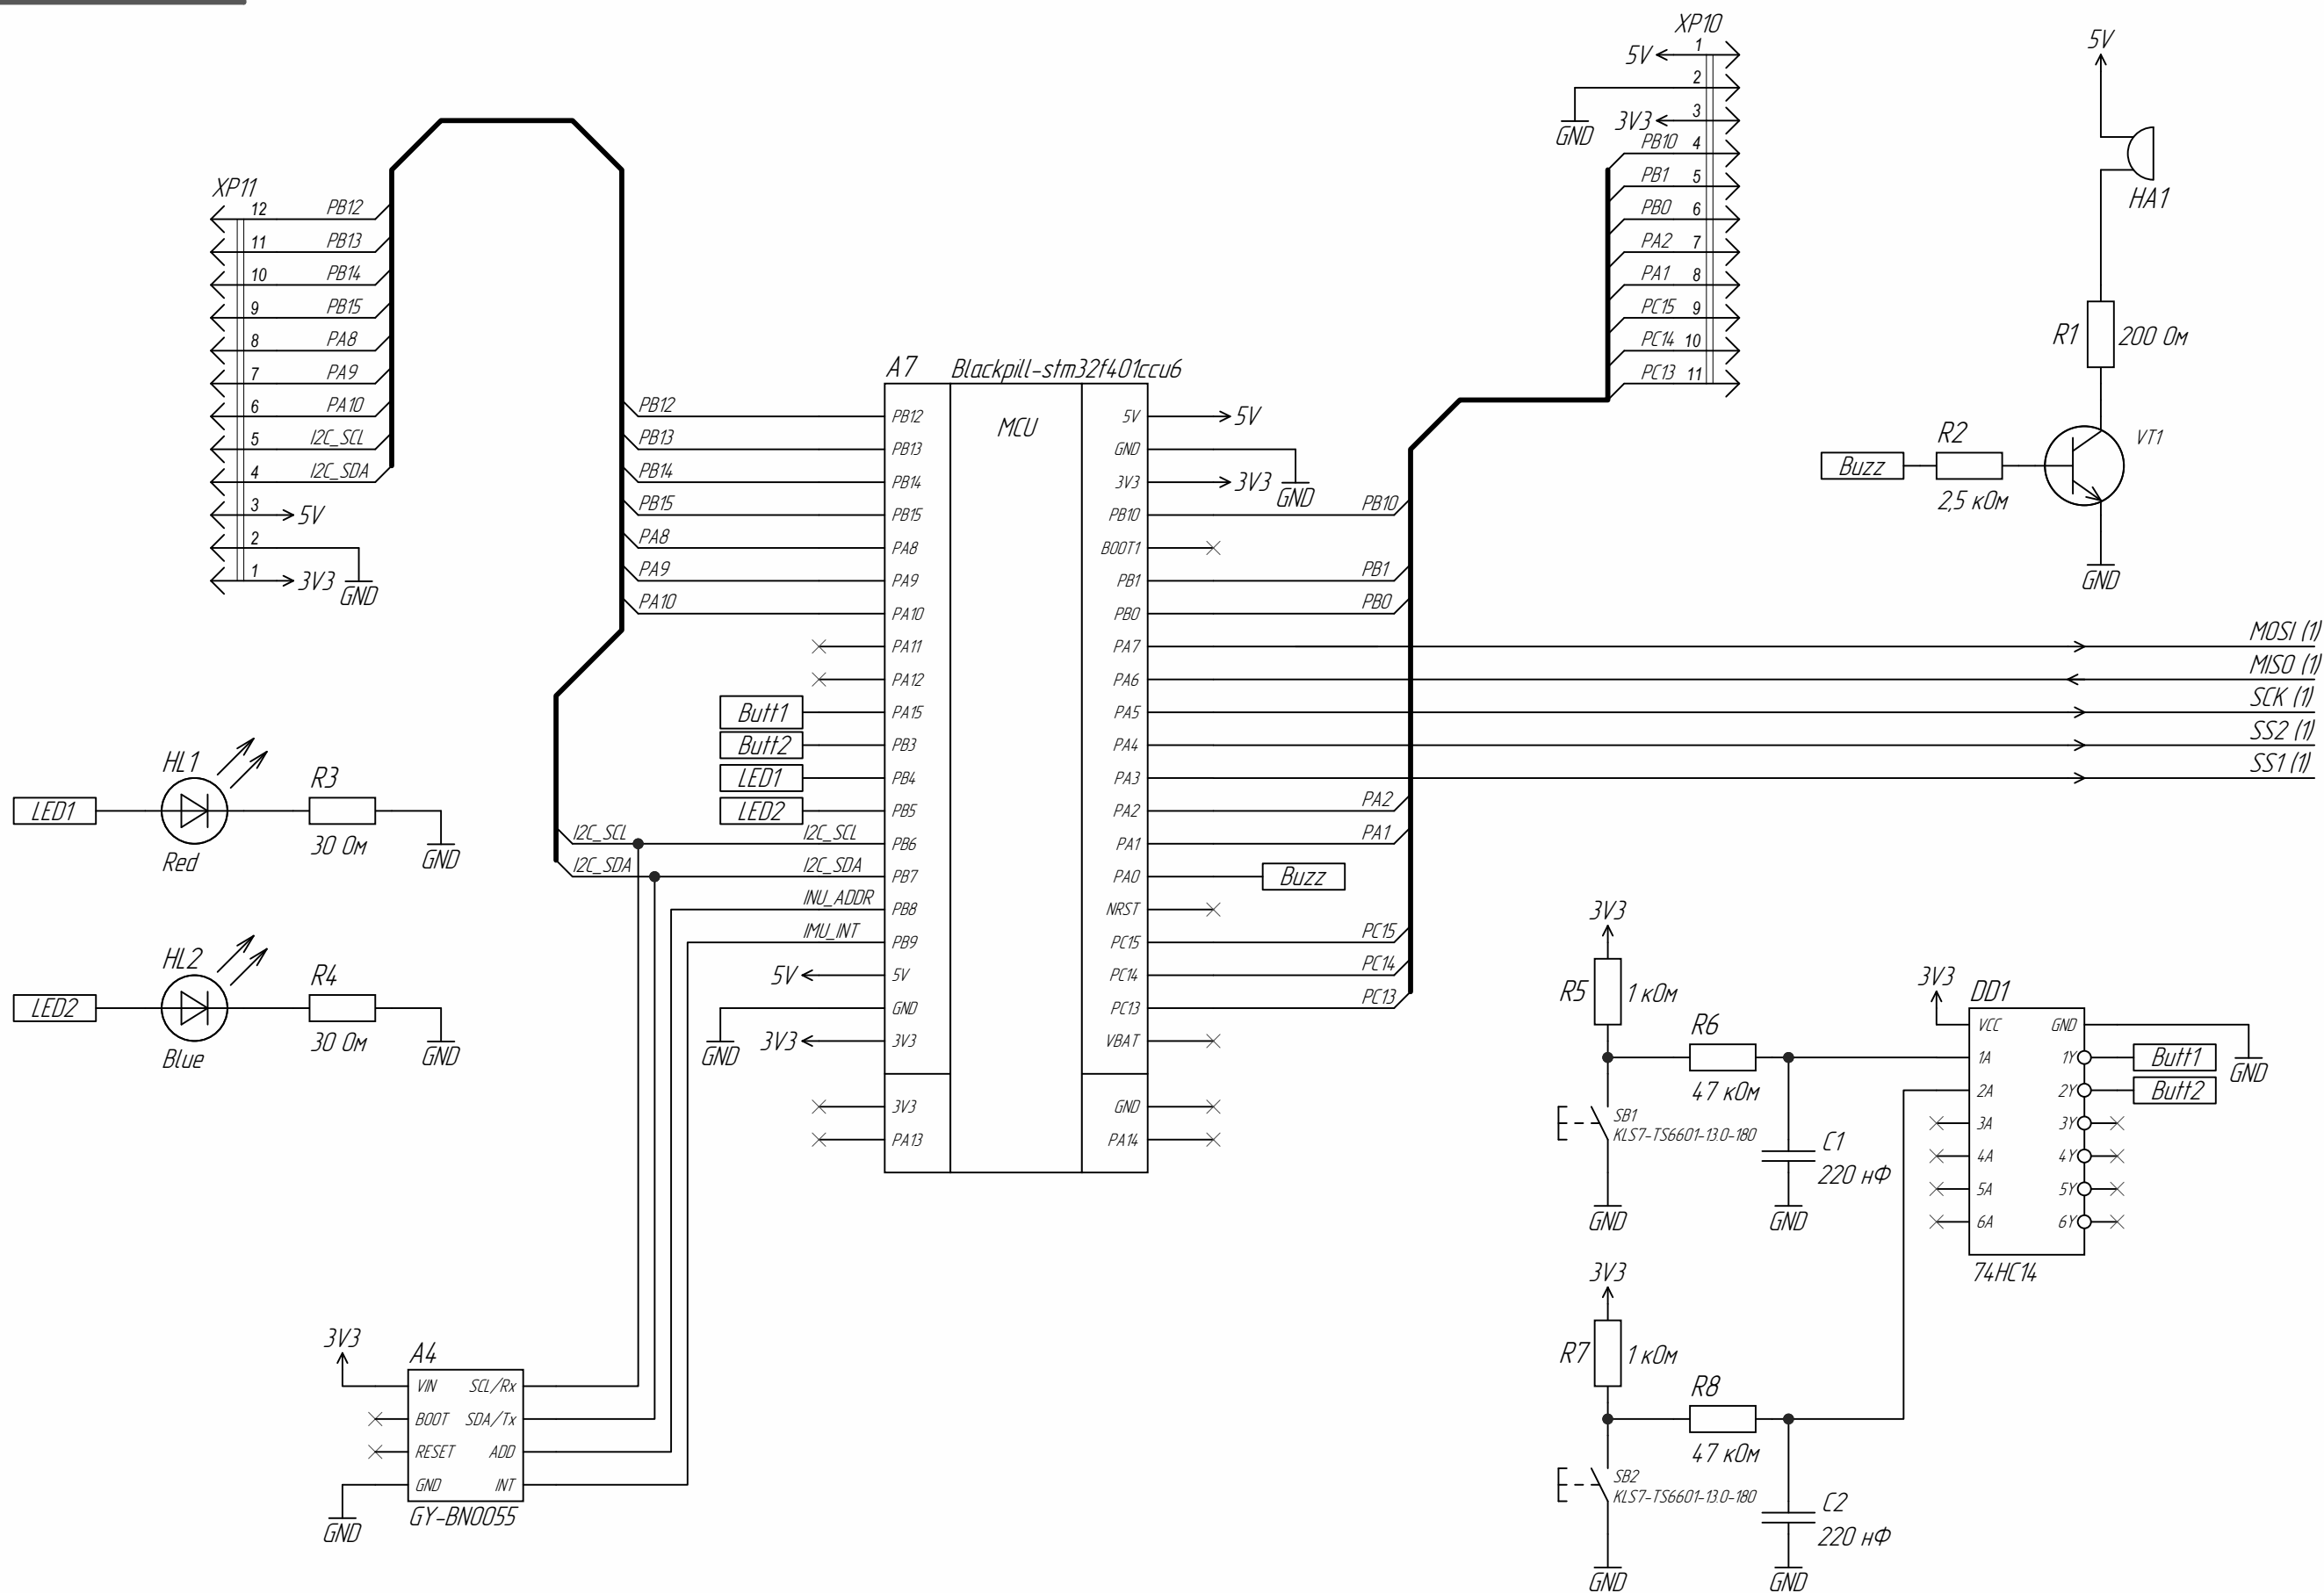 XP10
5V
1
2
GND
3V3
3
PB10 4
PB1 5
PB0 6
PA2 7
PA1 8
PC15 9
PC14 10
PC13 11
5V
HA1
R1
200 Ом
VT1
Buzz
R2
2,5 кОм
GND
XP11
12 PB12
11 PB13
10 PB14
9 PB15
8 PA8
7 PA9
6 PA10
5 I2C_SCL
4 I2C_SDA
3 5V
2
1 3V3
GND
A7 Blackpill-stm32f401ccu6
MCU
PB12 PB12
PB13 PB13
PB14 PB14
PB15 PB15
PA8 PA8
PA9 PA9
PA10 PA10
PA11
PA12
Butt1 PA15
Butt2 PB3
LED1 PB4
LED2 PB5
I2C_SCL I2C_SCL PB6
I2C_SDA I2C_SDA PB7
INU_ADDR PB8
IMU_INT PB9
5V 5V
GND GND
3V3 3V3
3V3
PA13
5V 5V
GND GND
3V3 3V3
PB10 PB10
BOOT1
PB1 PB1
PB0 PB0
PA7 MOSI (1)
PA6 MISO (1)
PA5 SCK (1)
PA4 SS2 (1)
PA3 SS1 (1)
PA2 PA2
PA1 PA1
PA0 Buzz
NRST
PC15 PC15
PC14 PC14
PC13 PC13
VBAT
GND
PA14
HL1
LED1
Red
R3
30 Ом
GND
HL2
LED2
Blue
R4
30 Ом
GND
3V3
A4
VIN SCL/Rx
BOOT SDA/Tx
RESET ADD
GND INT
GND
GY-BNO055
3V3
R5
1 кОм
R6
47 кОм
SB1
KLS7-TS6601-13.0-180
GND
C1
220 нФ
GND
3V3
R7
1 кОм
R8
47 кОм
SB2
KLS7-TS6601-13.0-180
GND
C2
220 нФ
GND
3V3
DD1
VCC GND
1A 1Y Butt1
GND
2A 2Y Butt2
3A 3Y
4A 4Y
5A 5Y
6A 6Y
74HC14